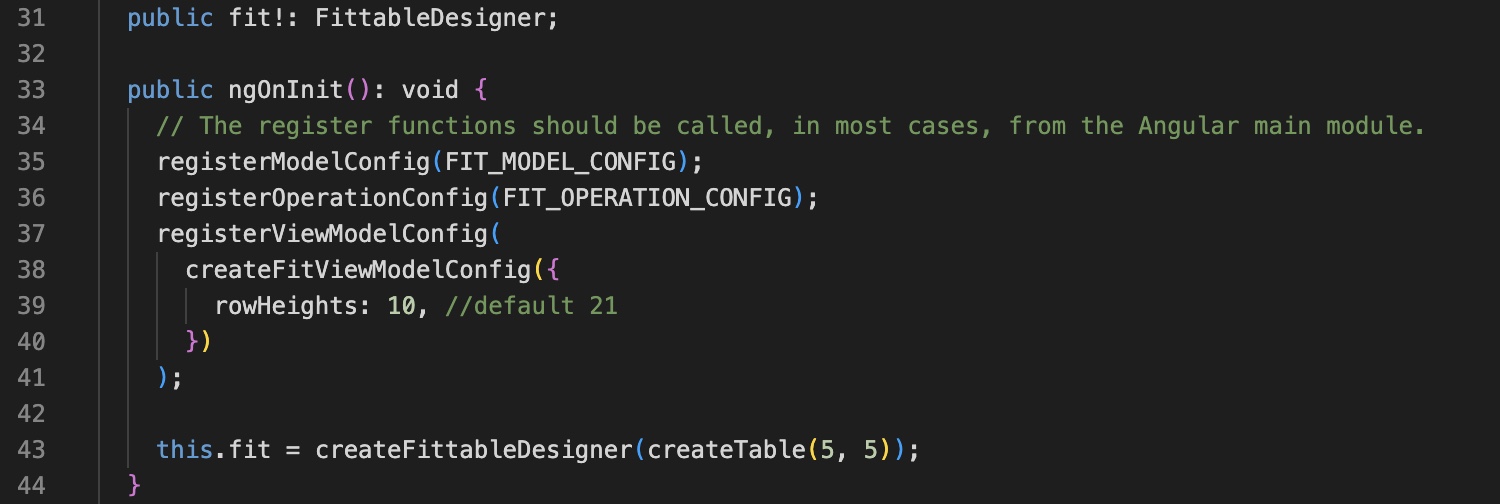 31 public fit!: FittableDesigner;
32
33 public ngOnInit(): void {
34 // The register functions should be called, in most cases, from the Angular main module.
35 registerModelConfig(FIT_MODEL_CONFIG);
36 registerOperationConfig(FIT_OPERATION_CONFIG);
37 registerViewModelConfig(
38 createFitViewModelConfig({
39 rowHeights: 10, //default 21
40 })
41 );
42
43 this.fit = createFittableDesigner(createTable(5, 5));
44 }